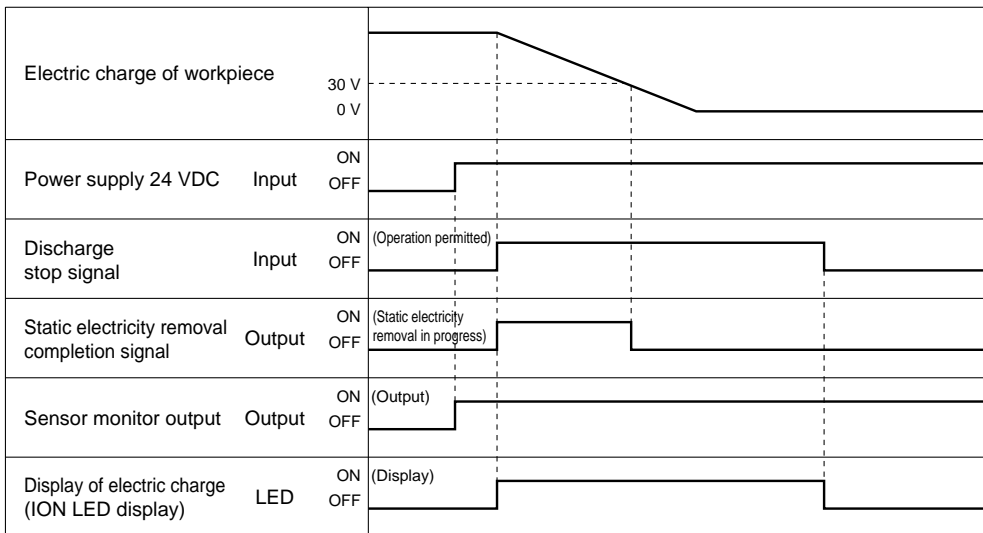 Electric charge of workpiece
30 V
0 V
Power supply 24 VDC Input
ON
OFF
Discharge
stop signal
Input
ON
OFF
(Operation permitted)
Static electricity removal
completion signal
Output
ON
OFF
(Static electricity
removal in progress)
Sensor monitor output Output
ON
OFF
(Output)
Display of electric charge
(ION LED display)
LED
ON
OFF
(Display)